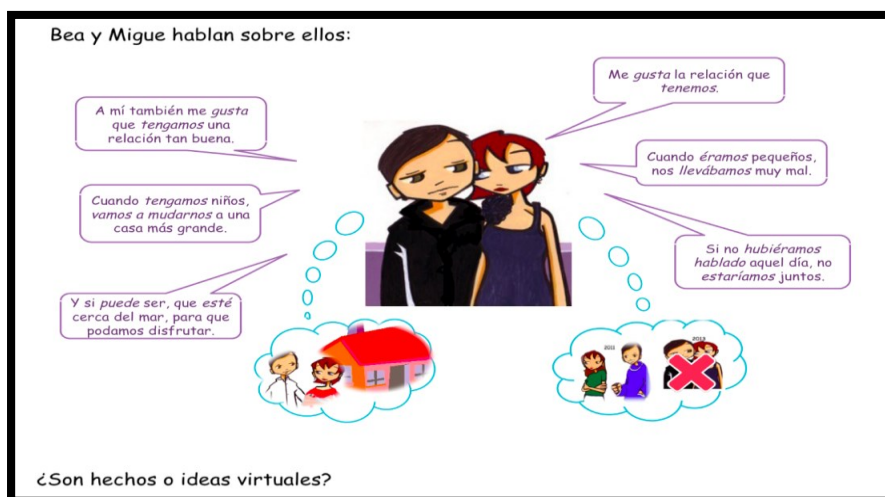 Bea y Migue hablan sobre ellos:
Me gusta la relación que
tenemos.
A mí también me gusta
que tengamos una
relación tan buena.
Cuando éramos pequeños,
nos llevábamos muy mal.
Cuando tengamos niños,
vamos a mudarnos a una
casa más grande.
Si no hubiéramos
hablado aquel día, no
estaríamos juntos.
Y si puede ser, que esté
cerca del mar, para que
podamos disfrutar.
¿Son hechos o ideas virtuales?